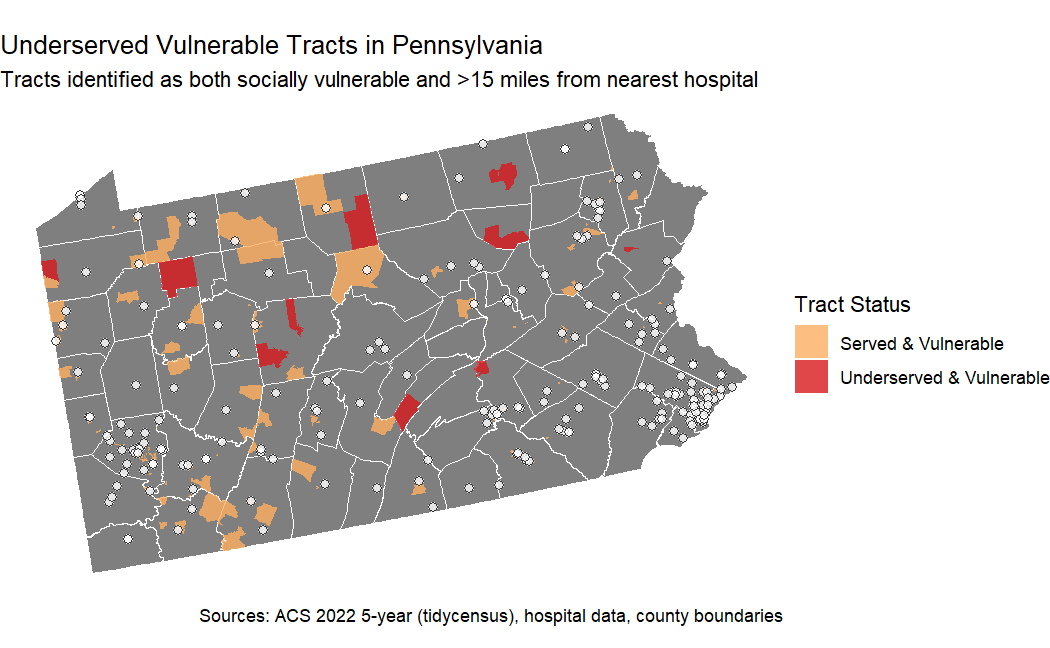 Underserved Vulnerable Tracts in Pennsylvania
Tracts identified as both socially vulnerable and >15 miles from nearest hospital
Tract Status
Served & Vulnerable
Underserved & Vulnerable
Sources: ACS 2022 5-year (tidycensus), hospital data, county boundaries